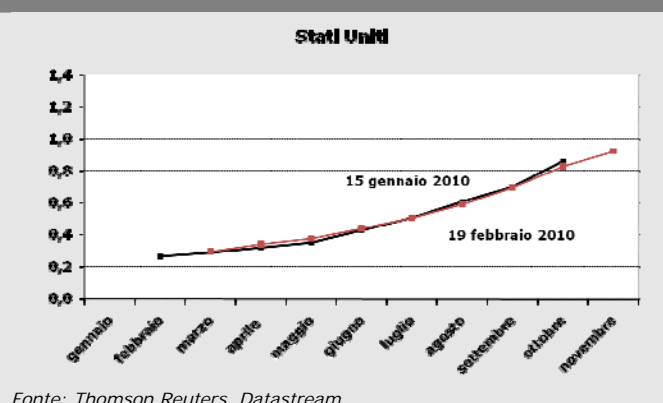 Stati Uniti
1,4
1,2
1,0
0,8
0,6
0,4
0,2
0,0
15 gennaio 2010
19 febbraio 2010
gennaio
febbraio
marzo
aprile
maggio
giugno
luglio
agosto
settembre
ottobre
novembre
Fonte: Thomson Reuters, Datastream